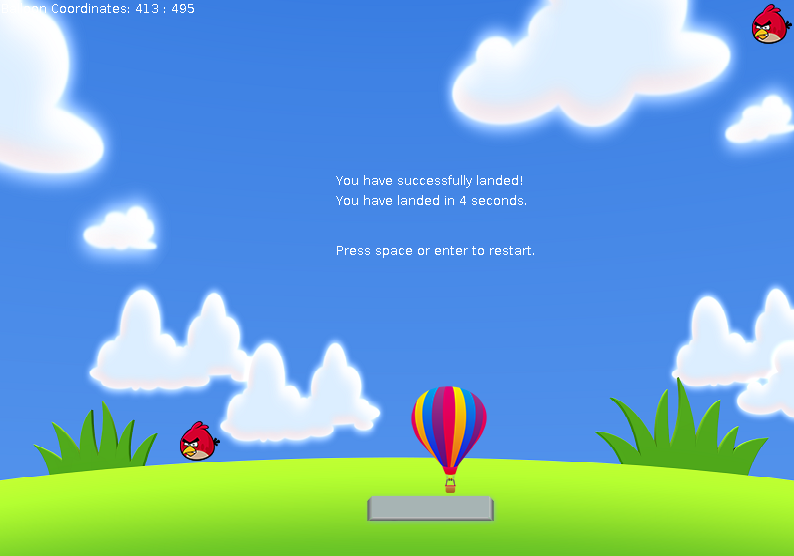 Coordinates: 413 : 495
You have successfully landed!
You have landed in 4 seconds.
Press space or enter to restart.